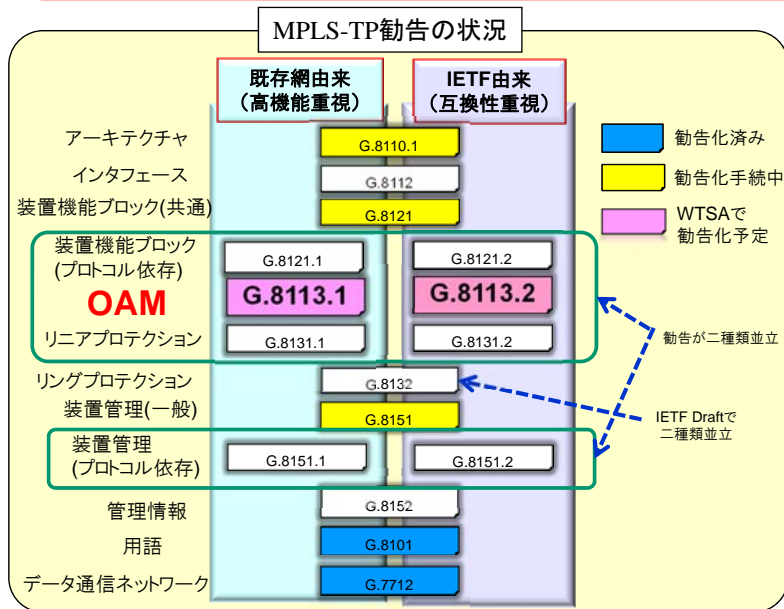 MPLS-TP勧告の状況
既存網由来
(高機能重視)
IETF由来
(互換性重視)
アーキテクチャ
G.8110.1
勧告化済み
インタフェース
G.8112
勧告化手続中
装置機能ブロック(共通)
G.8121
WTSAで
勧告化予定
装置機能ブロック
(プロトコル依存)
G.8121.1
G.8121.2
OAM
G.8113.1
G.8113.2
リニアプロテクション
G.8131.1
G.8131.2
勧告が二種類並立
リングプロテクション
G.8132
装置管理(一般)
G.8151
IETF Draftで
二種類並立
装置管理
(プロトコル依存)
G.8151.1
G.8151.2
管理情報
G.8152
用語
G.8101
データ通信ネットワーク
G.7712